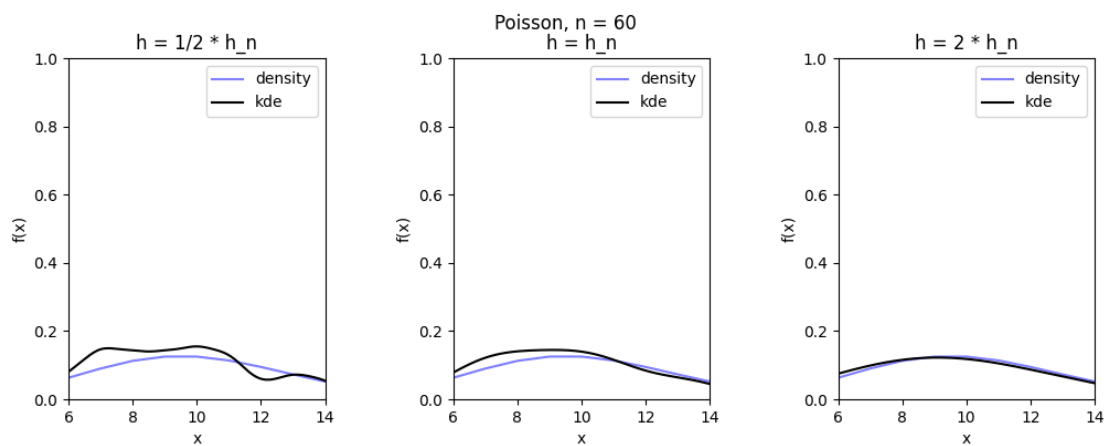 Poisson, n = 60
h = 1/2 * h_n
1.0
0.8
0.6
0.4
0.2
0.0
f(x)
density
kde
6
8
10
12
14
x
h = h_n
1.0
0.8
0.6
0.4
0.2
0.0
f(x)
density
kde
6
8
10
12
14
x
h = 2 * h_n
1.0
0.8
0.6
0.4
0.2
0.0
f(x)
density
kde
6
8
10
12
14
x